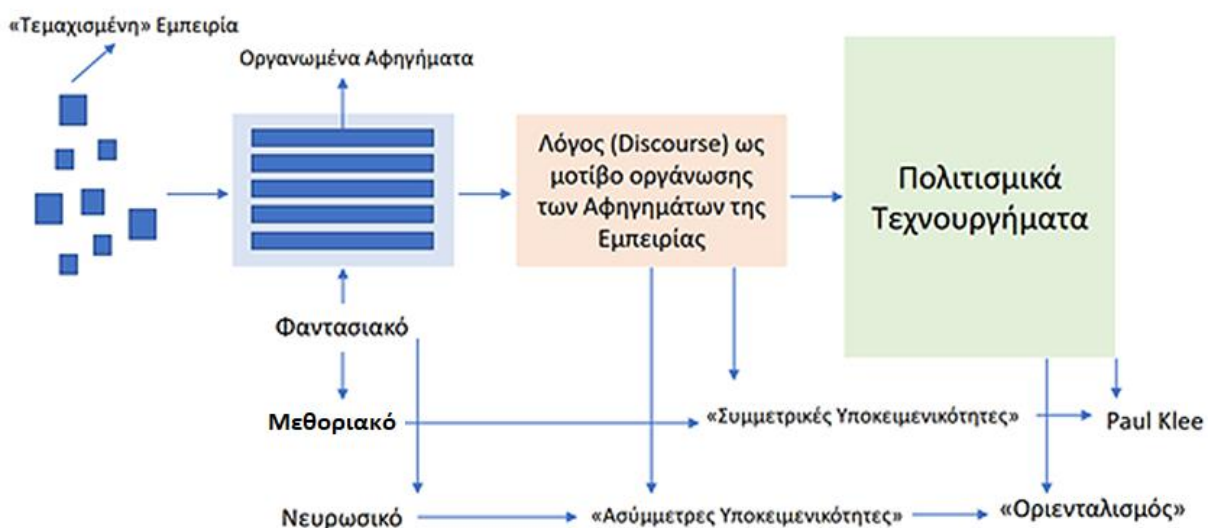 «Τεμαχισμένη» Εμπειρία
Οργανωμένα Αφηγήματα
Λόγος (Discourse) ως
μοτίβο οργάνωσης
των Αφηγημάτων της
Εμπειρίας
Πολιτισμικά
Τεχνουργήματα
Φαντασιακό
Μεθοριακό
«Συμμετρικές Υποκειμενικότητες»
Paul Klee
Νευρωσικό
«Ασύμμετρες Υποκειμενικότητες»
«Οριενταλισμός»